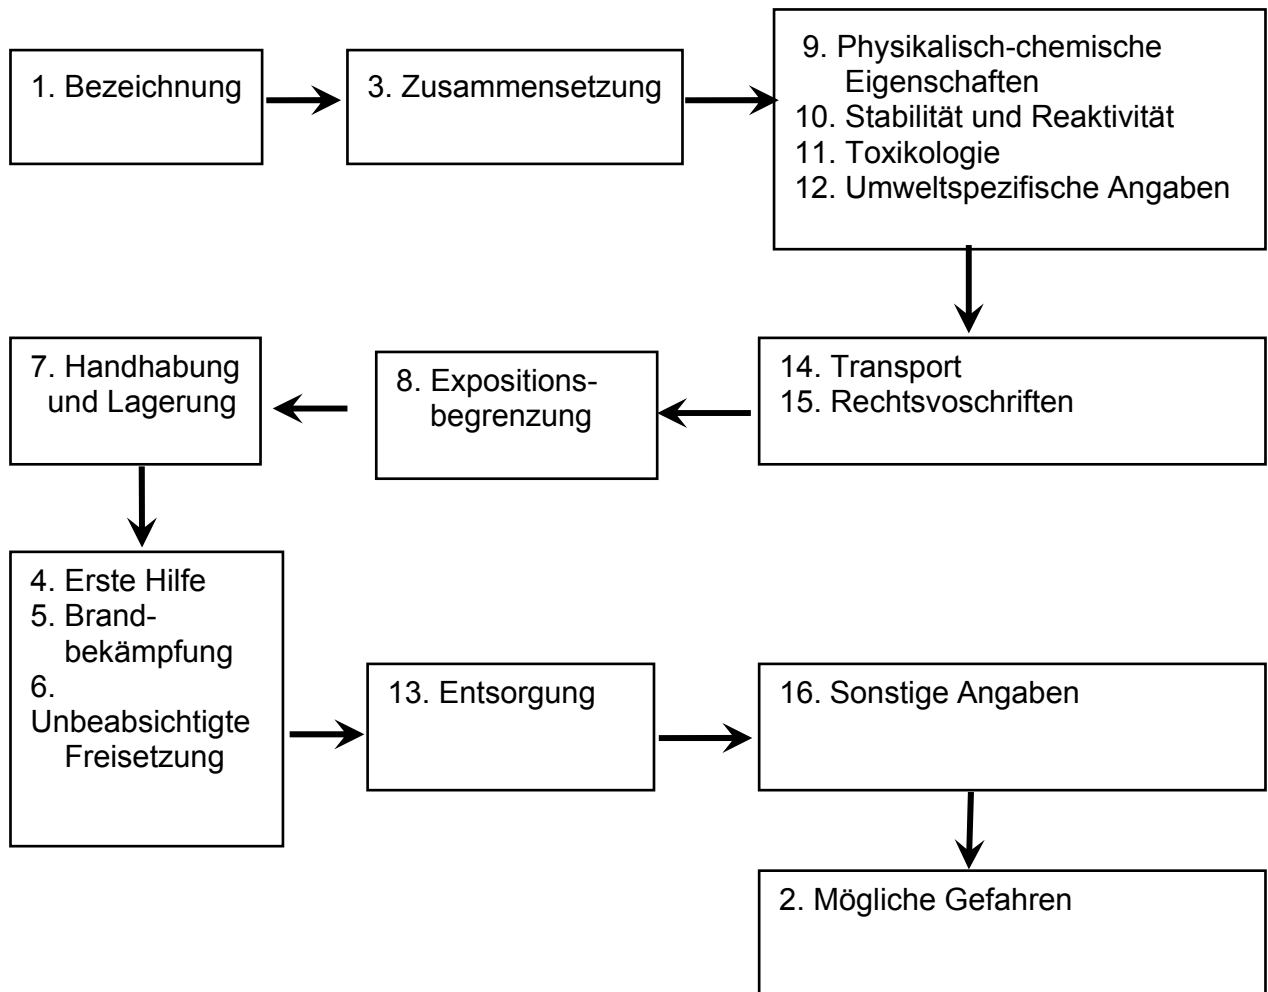 1. Bezeichnung
3. Zusammensetzung
9. Physikalisch-chemische
Eigenschaften
10. Stabilität und Reaktivität
11. Toxikologie
12. Umweltspezifische Angaben
14. Transport
15. Rechtsvoschriften
8. Expositions-
begrenzung
7. Handhabung
und Lagerung
4. Erste Hilfe
5. Brand-
bekämpfung
6.
Unbeabsichtigte
Freisetzung
13. Entsorgung
16. Sonstige Angaben
2. Mögliche Gefahren